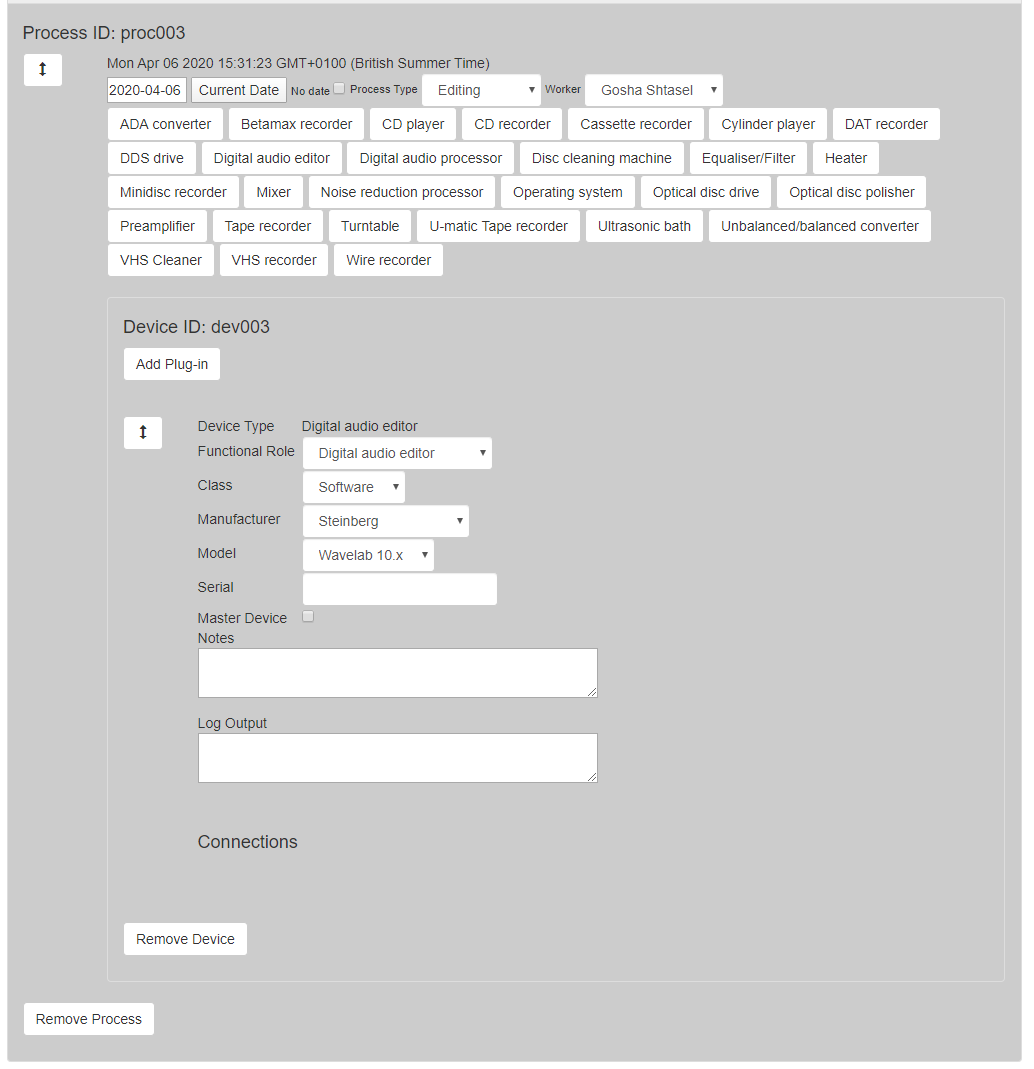 Process ID: proc003
Mon Apr 06 2020 15:31:23 GMT+0100 (British Summer Time)
2020-04-06 Current Date No date Process Type Editing Worker Gosha Shtasel
ADA converter Betamax recorder CD player CD recorder Cassette recorder Cylinder player DAT recorder
DDS drive Digital audio editor Digital audio processor Disc cleaning machine Equaliser/Filter Heater
Minidisc recorder Mixer Noise reduction processor Operating system Optical disc drive Optical disc polisher
Preamplifier Tape recorder Turntable U-matic Tape recorder Ultrasonic bath Unbalanced/balanced converter
VHS Cleaner VHS recorder Wire recorder
Device ID: dev003
Add Plug-in
Device Type Digital audio editor
Functional Role Digital audio editor
Class Software
Manufacturer Steinberg
Model Wavelab 10.x
Serial
Master Device
Notes
Log Output
Connections
Remove Device
Remove Process